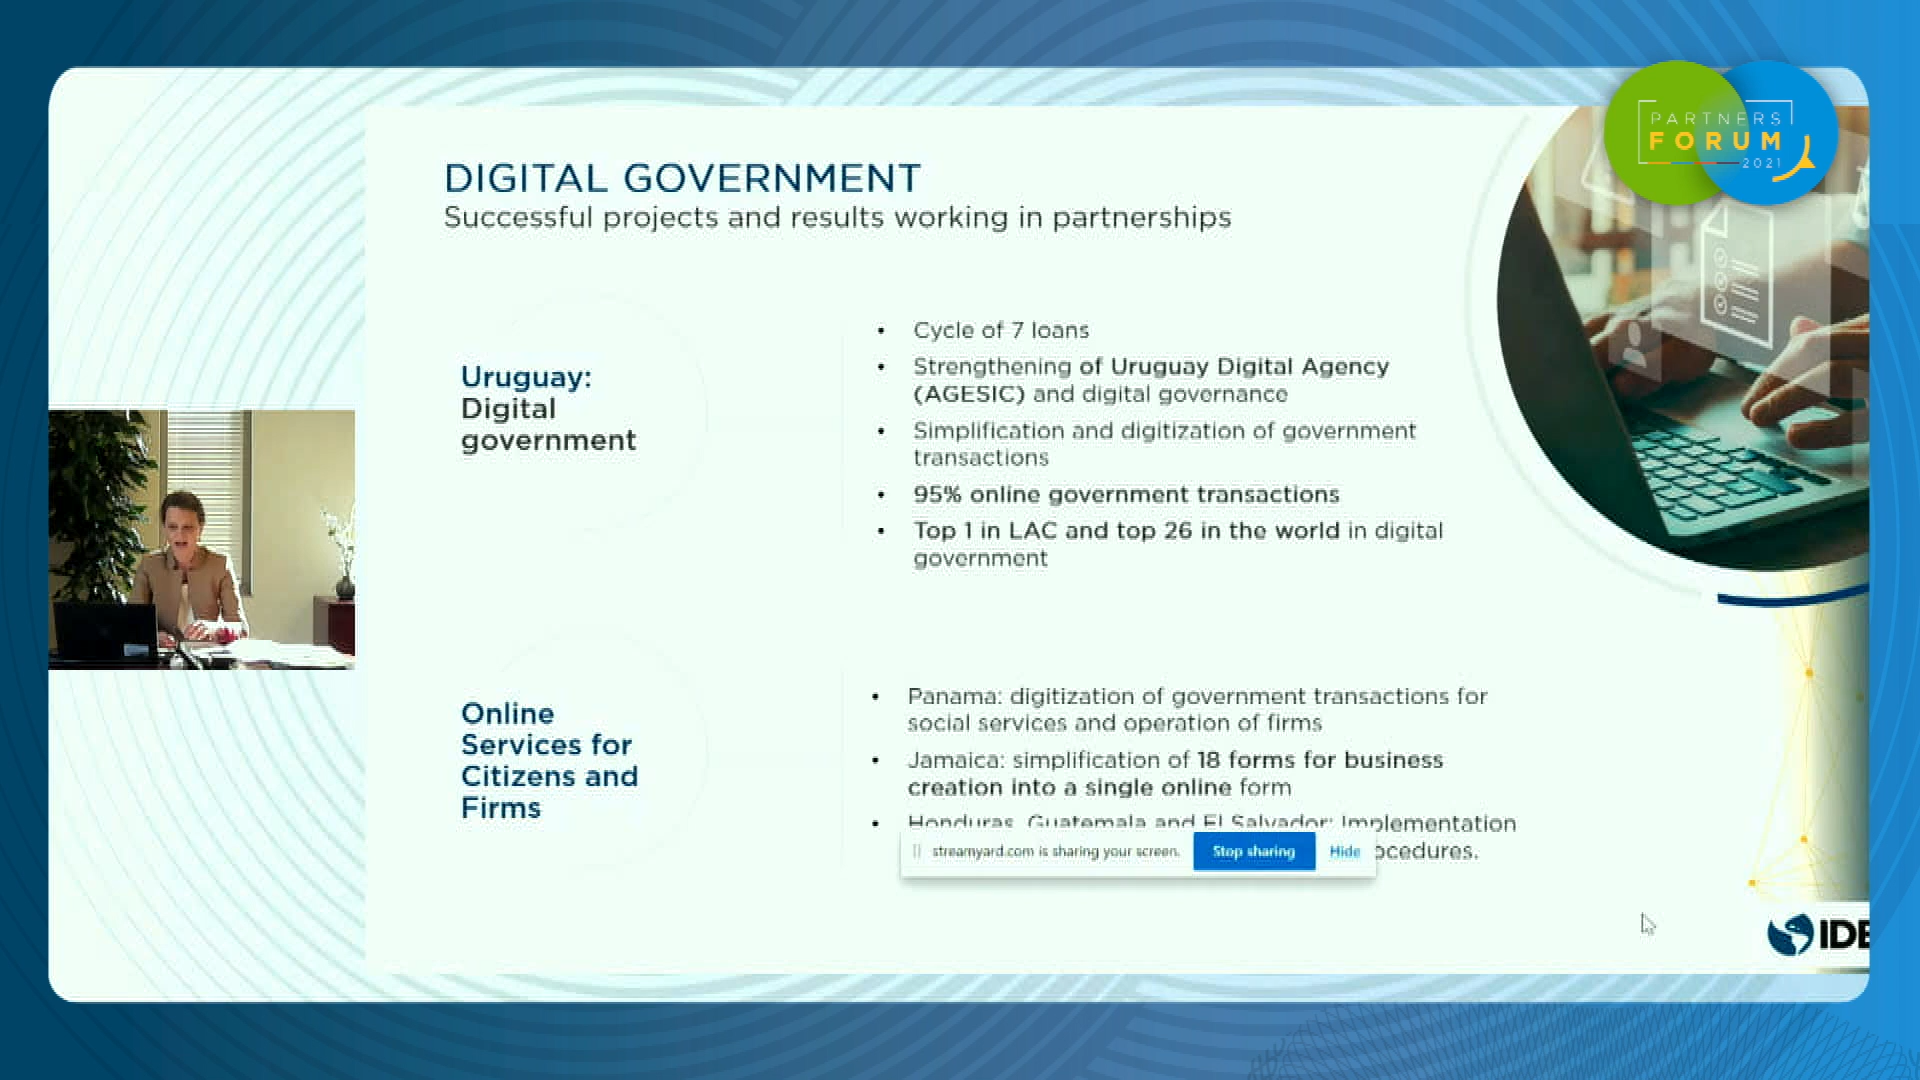 PARTNERS
FORUM
2021
DIGITAL GOVERNMENT
Successful projects and results working in partnerships
Uruguay:
Digital
government
• Cycle of 7 loans
• Strengthening of Uruguay Digital Agency
(AGESIC) and digital governance
• Simplification and digitization of government
transactions
• 95% online government transactions
• Top 1 in LAC and top 26 in the world in digital
government
Online
Services for
Citizens and
Firms
• Panama: digitization of government transactions for
social services and operation of firms
• Jamaica: simplification of 18 forms for business
creation into a single online form
• Honduras, Guatemala and El Salvador: Implementation
ocedures.
streamyard.com is sharing your screen.
Stop sharing
Hide
IDB